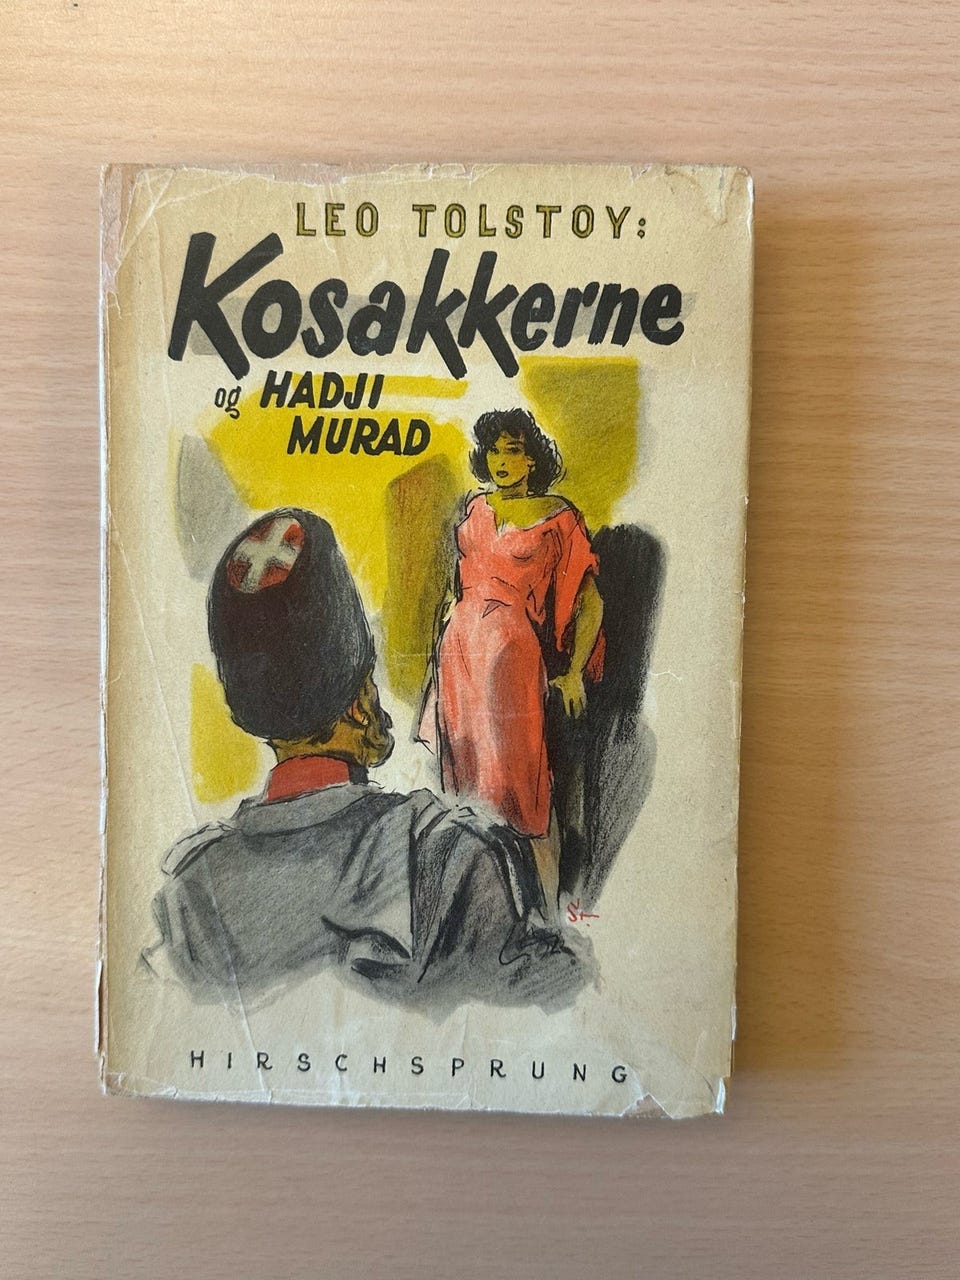 LEO TOLSTOY:
Kosakkerne
og HADJI
MURAD
HIRSCHSPRUNG